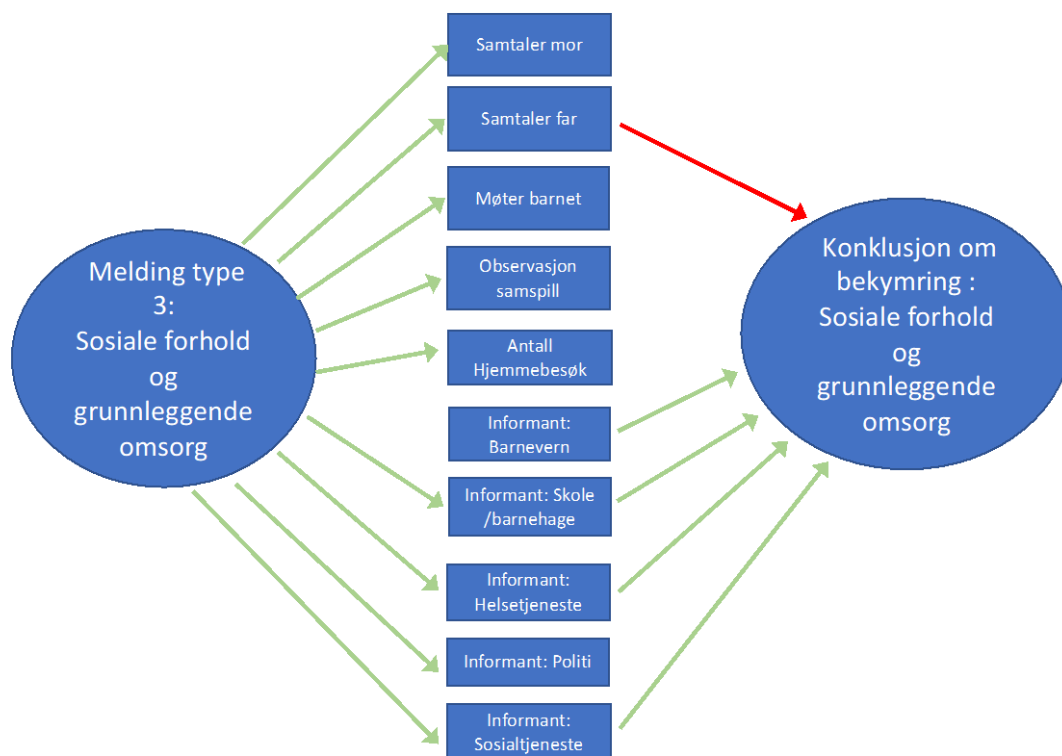 Samtaler mor
Samtaler far
Møter barnet
Observasjon
samspill
Antall
Hjemmebesøk
Informant:
Barnevern
Informant: Skole
/barnehage
Informant:
Helsetjeneste
Informant: Politi
Informant:
Sosialtjeneste
Melding type
3:
Sosiale forhold
og
grunnleggende
omsorg
Konklusjon om
bekymring :
Sosiale forhold
og
grunnleggende
omsorg